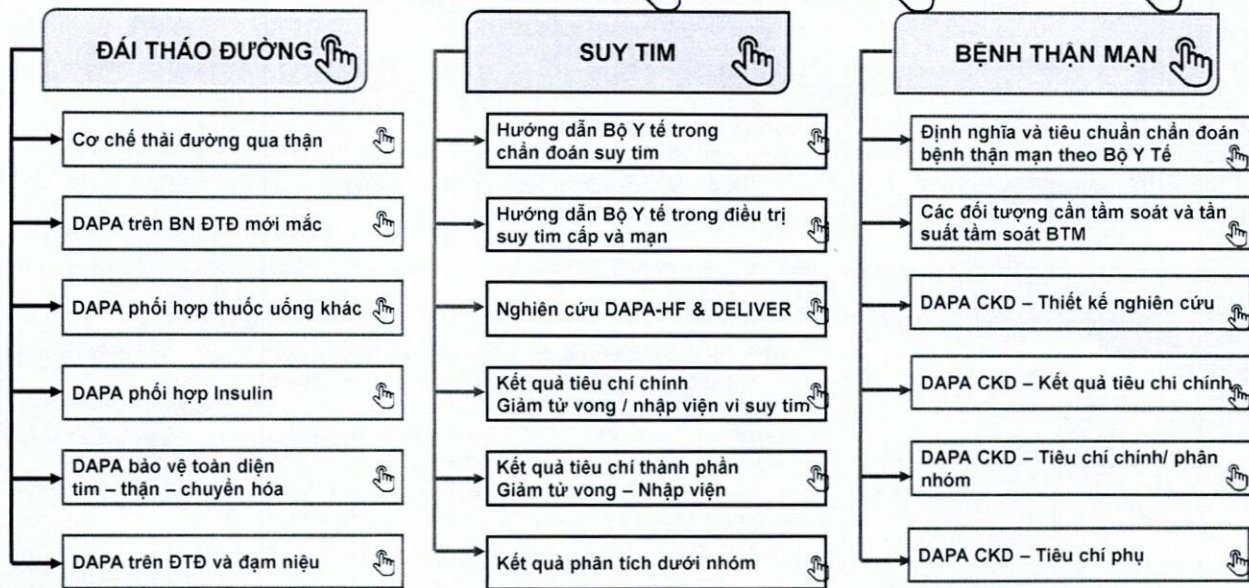 ĐÁI THÁO ĐƯỜNG
Cơ chế thải đường qua thận
DAPA trên BN ĐTĐ mới mắc
DAPA phối hợp thuốc uống khác
DAPA phối hợp Insulin
DAPA bảo vệ toàn diện
tim – thận – chuyển hóa
DAPA trên ĐTĐ và đạm niệu
SUY TIM
Hướng dẫn Bộ Y tế trong
chẩn đoán suy tim
Hướng dẫn Bộ Y tế trong điều trị
suy tim cấp và mạn
Nghiên cứu DAPA-HF & DELIVER
Kết quả tiêu chí chính
Giảm tử vong / nhập viện vì suy tim
Kết quả tiêu chí thành phần
Giảm tử vong – Nhập viện
Kết quả phân tích dưới nhóm
BỆNH THẬN MẠN
Định nghĩa và tiêu chuẩn chẩn đoán
bệnh thận mạn theo Bộ Y Tế
Các đối tượng cần tầm soát và tần
suất tầm soát BTM
DAPA CKD – Thiết kế nghiên cứu
DAPA CKD – Kết quả tiêu chi chính
DAPA CKD – Tiêu chí chính/ phân
nhóm
DAPA CKD – Tiêu chí phụ